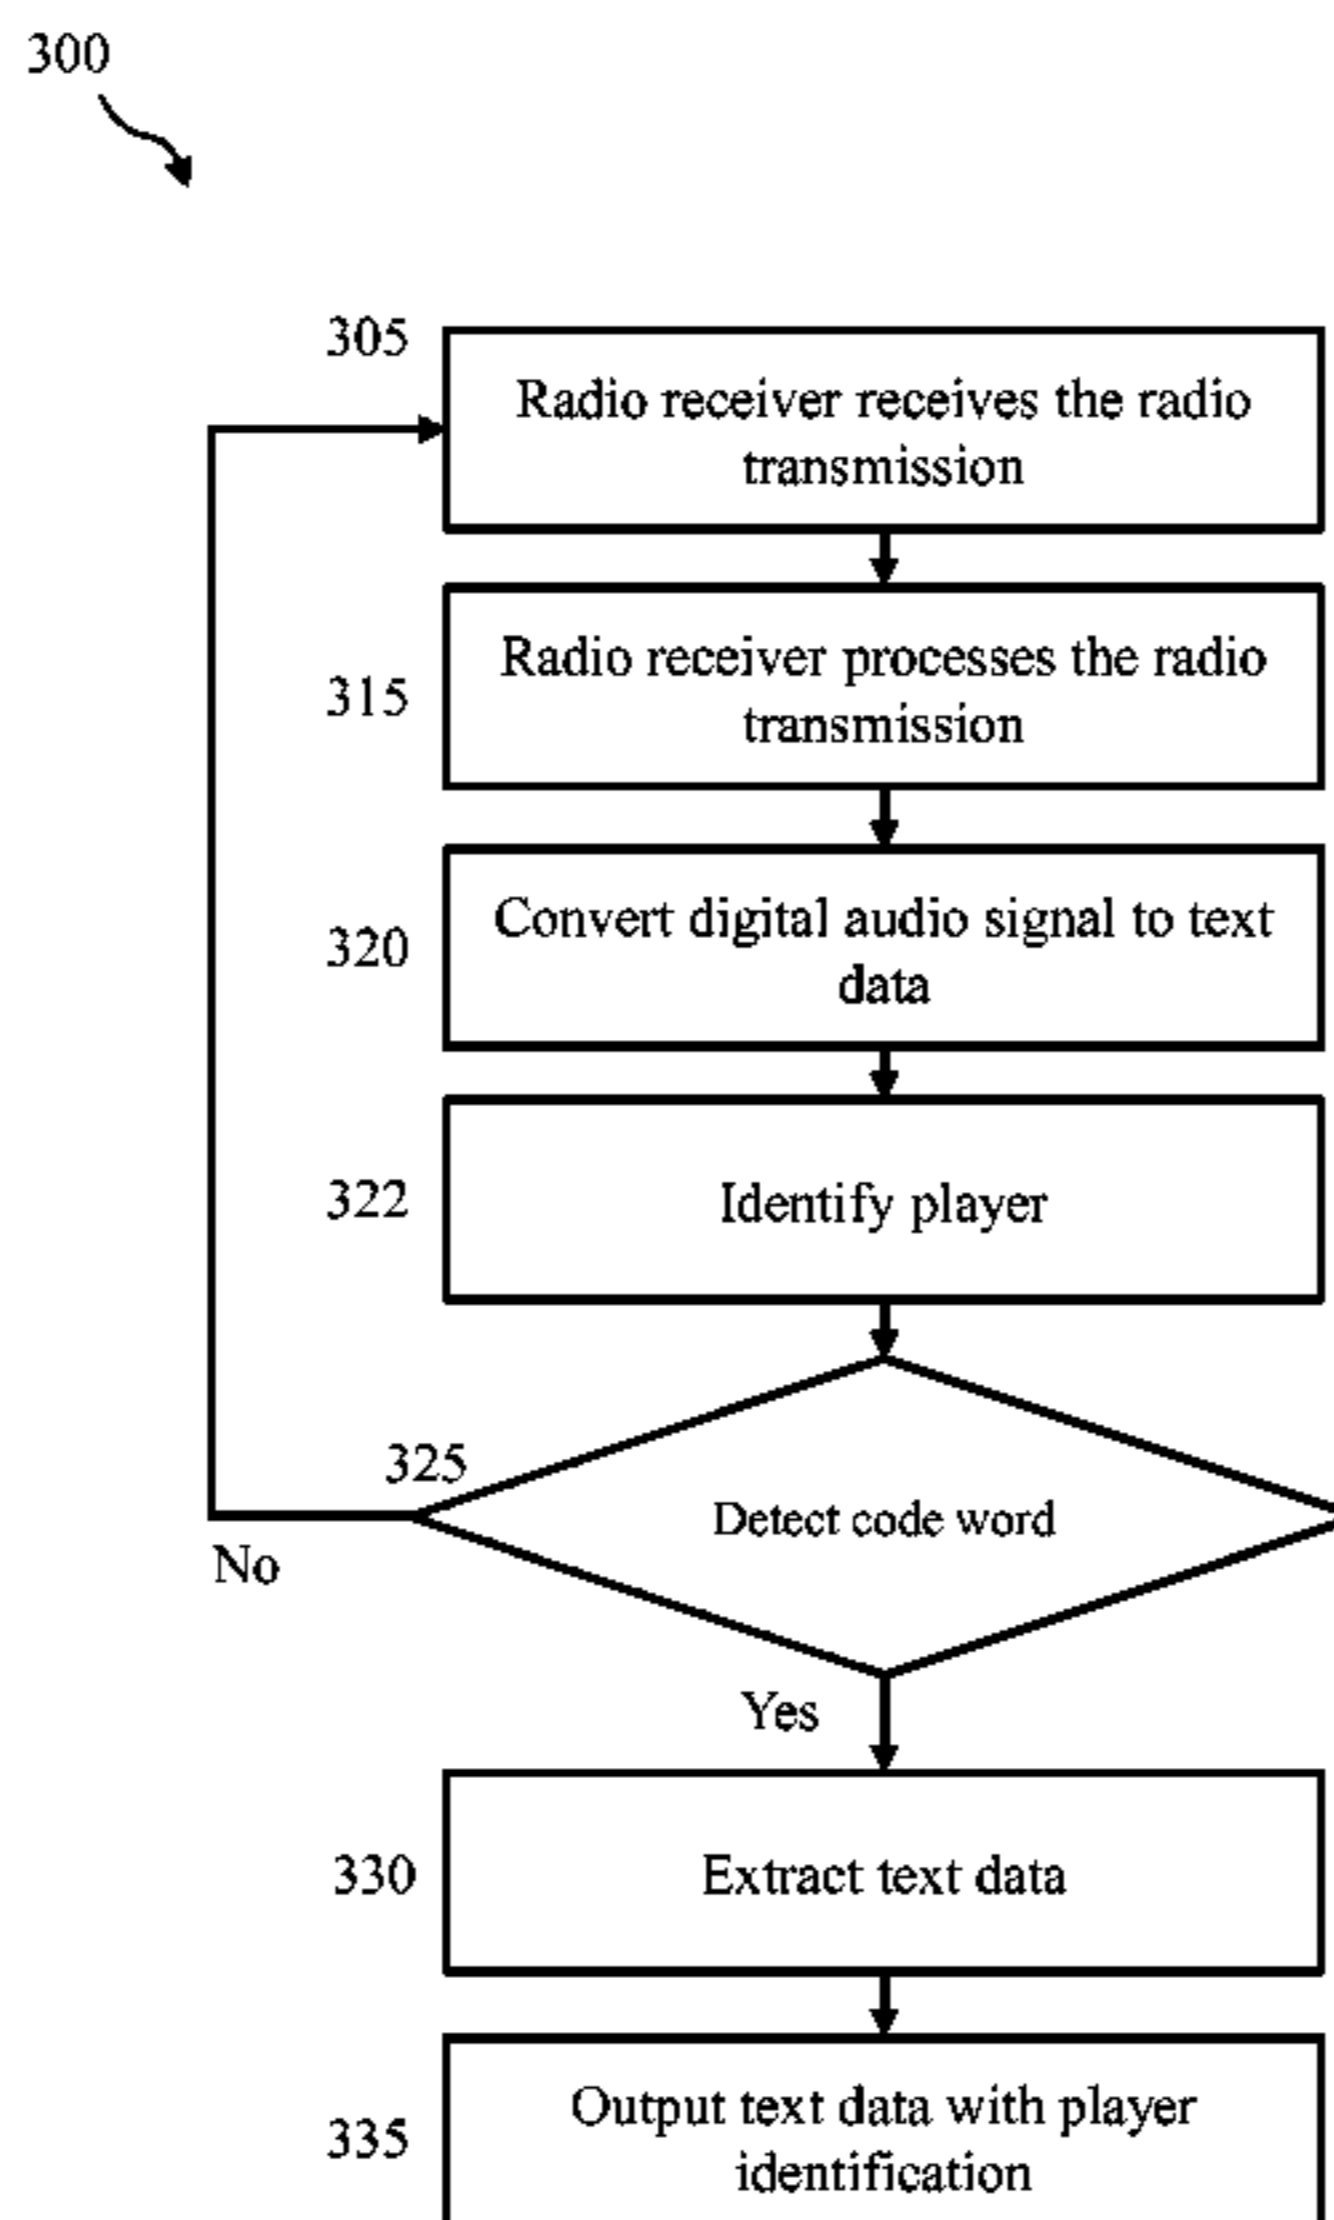 300
305
Radio receiver receives the radio
transmission
315
Radio receiver processes the radio
transmission
320
Convert digital audio signal to text
data
322
Identify player
325
Detect code word
No
Yes
330
Extract text data
335
Output text data with player
identification